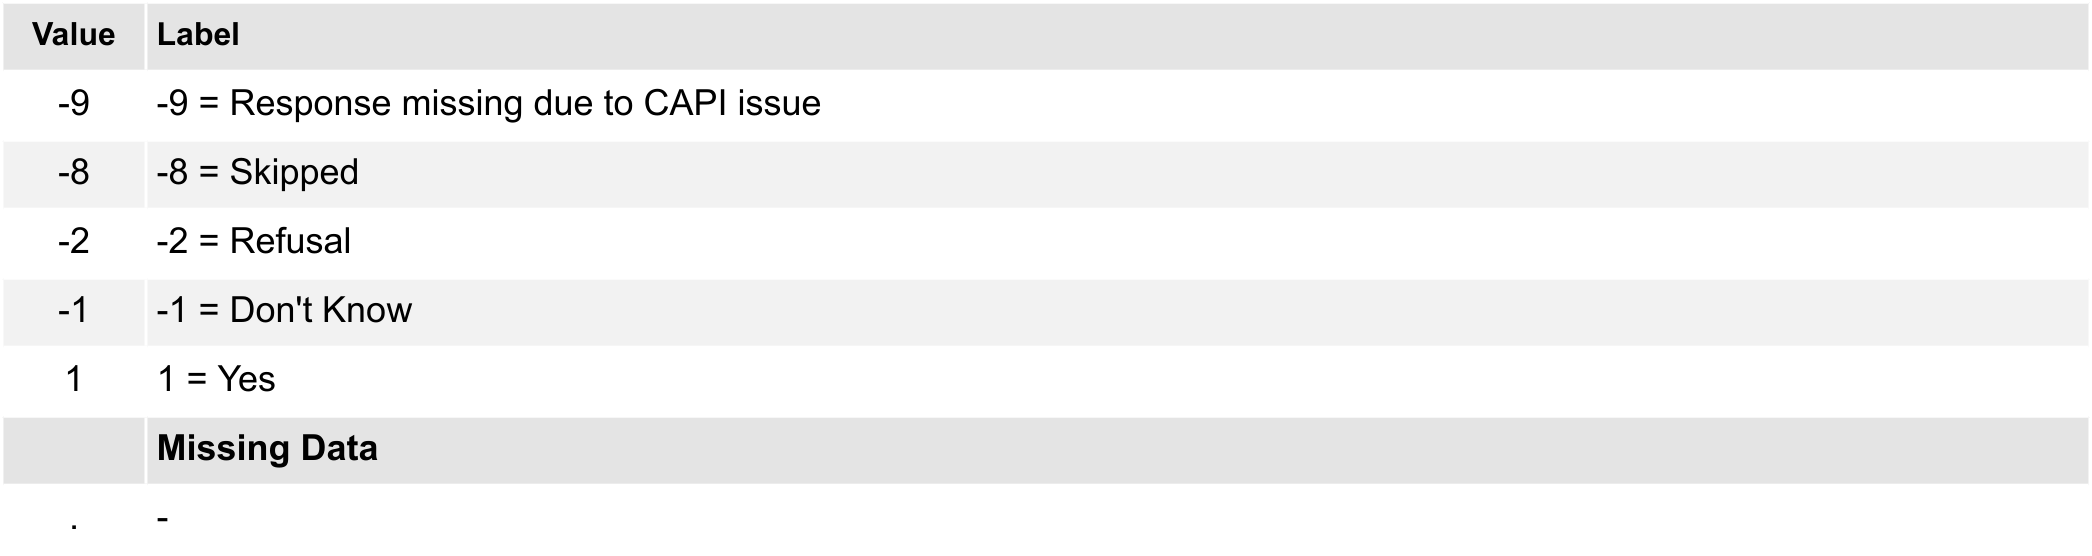 Value Label
-9 -9 = Response missing due to CAPI issue
-8 -8 = Skipped
-2 -2 = Refusal
-1 -1 = Don't Know
1 1 = Yes
Missing Data
. -